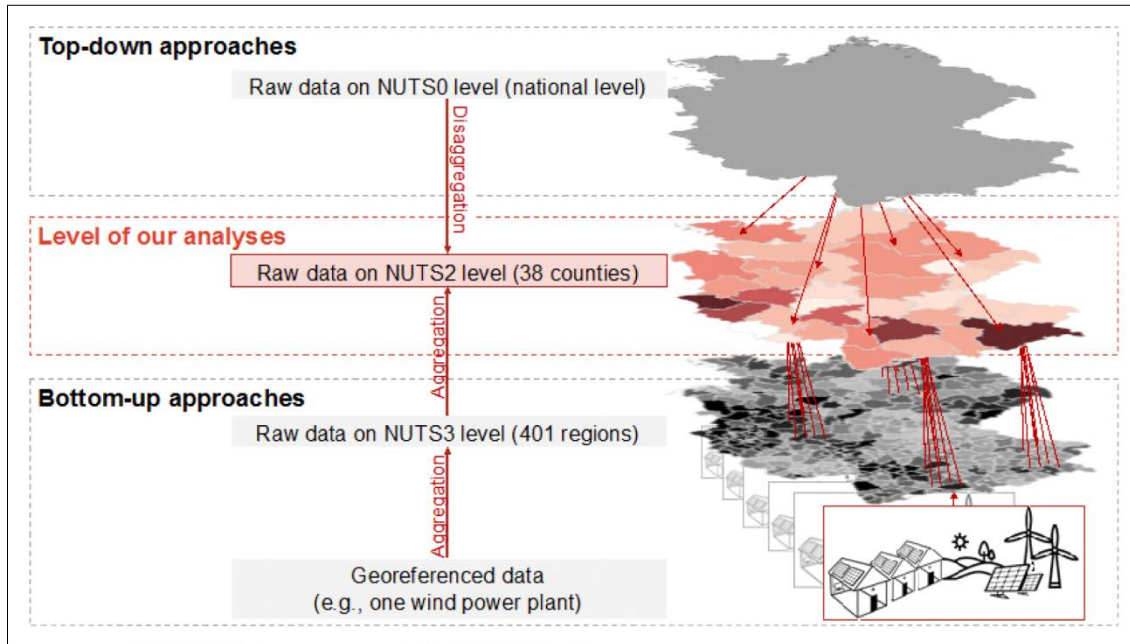 Top-down approaches
Raw data on NUTS0 level (national level)
Disaggregation
Level of our analyses
Raw data on NUTS2 level (38 counties)
Aggregation
Bottom-up approaches
Raw data on NUTS3 level (401 regions)
Aggregation
Georeferenced data
(e.g., one wind power plant)